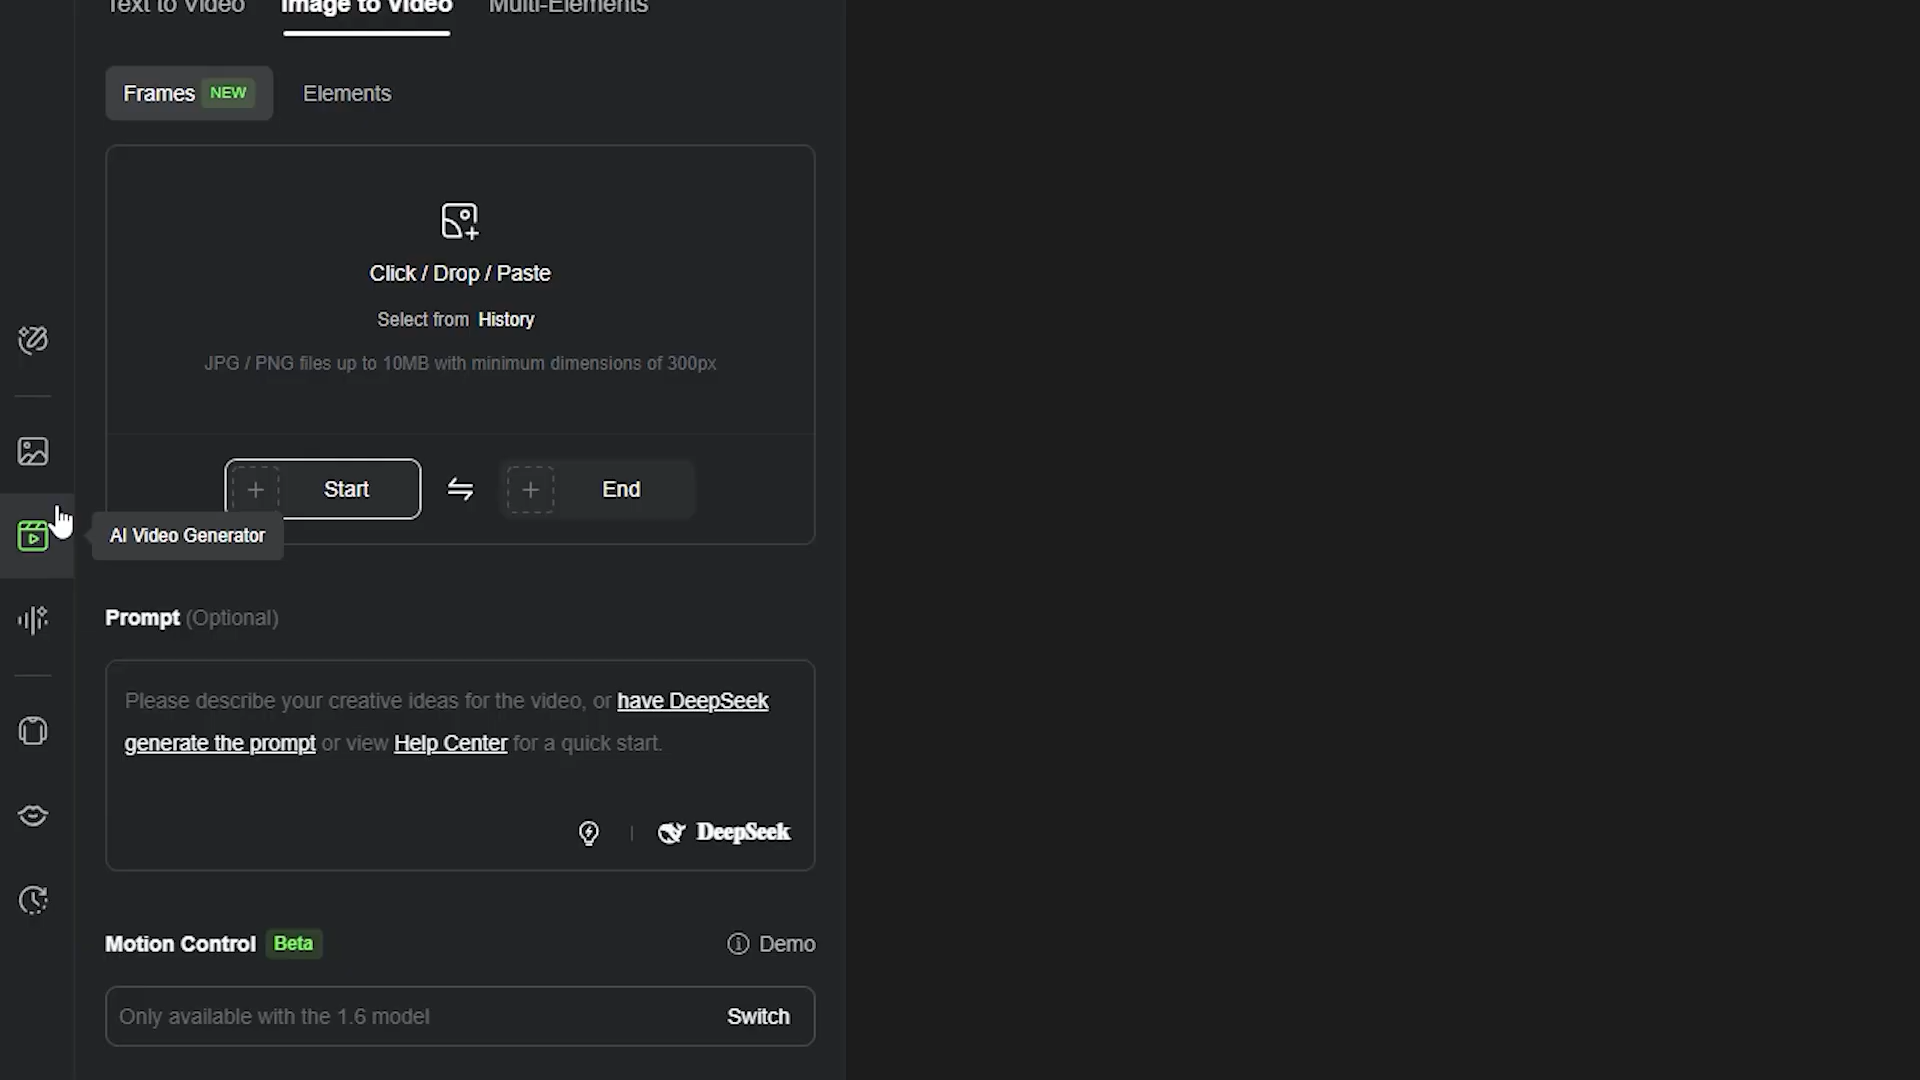 Text to Video Image to Video Multi-Elements
Frames NEW Elements
Click / Drop / Paste
Select from History
JPG / PNG files up to 10MB with minimum dimensions of 300px
Start End
AI Video Generator
Prompt (Optional)
Please describe your creative ideas for the video, or have DeepSeek
generate the prompt or view Help Center for a quick start.
DeepSeek
Motion Control Beta Demo
Only available with the 1.6 model Switch